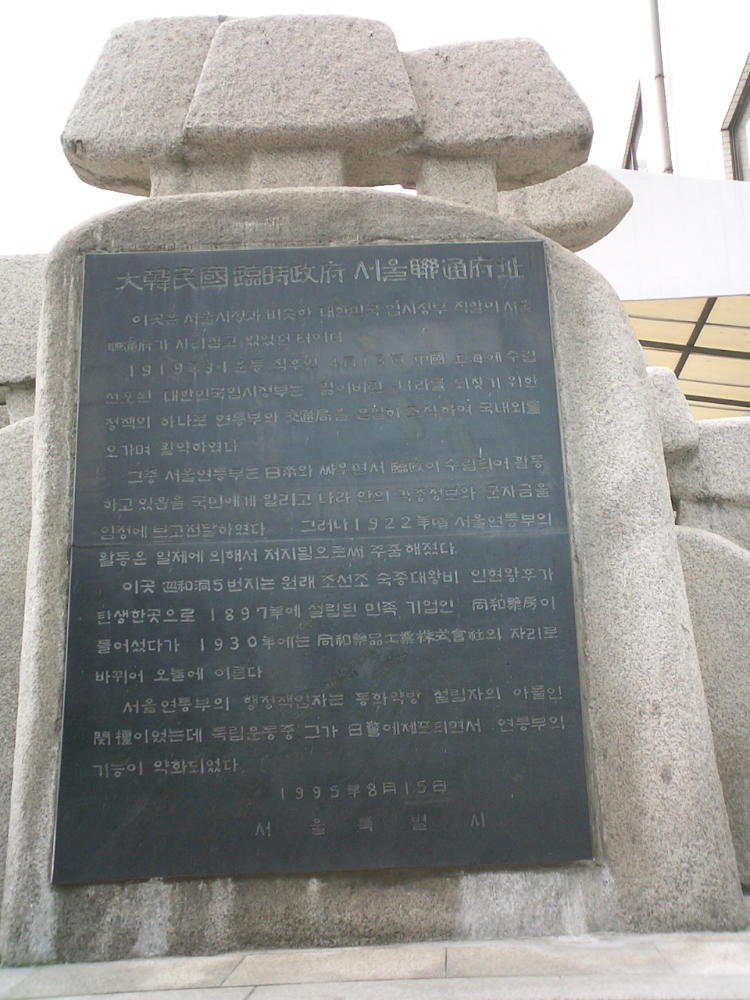 大韓民國 臨時政府 서울聯通府址
이곳은 서울시청과 비슷한 대한민국 임시정부 직할의 서울
聯通府가 자리잡고 있었던 터이다
1919年3·1 운동 직후인 4月13日 中國 上海에 수립
선포한 대한민국임시정부는 잃어버린 나라를 되찾기 위한
정책의 하나로 연통부와 交通局을 은밀히 조직하여 국내외를
오가며 활약하였다
그중 서울연통부는 日帝와 싸우면서 臨政이 수립되어 활동
하고 있음을 국민에게 알리고 나라 안의 각종정보와 군자금을
임정에 보고전달하였다 그러나 1922年 서울연통부의
활동은 일제에 의해서 저지됨으로써 주춤해졌다
이곳 巡和洞5번지는 원래 조선조 숙종대왕비 인현왕후가
탄생한곳으로 1897年에 설립된 민족 기업인 同和藥房이
들어섰다가 1930年에는 同和藥品工業株式會社의 자리로
바뀌어 오늘에 이른다
서울연통부의 행정책임자는 동화약방 설립자의 아들인
閔橿이었는데 독립운동중 그가 日警에체포되면서 연통부의
기능이 약화되었다
1995年8月15日
서울특별시